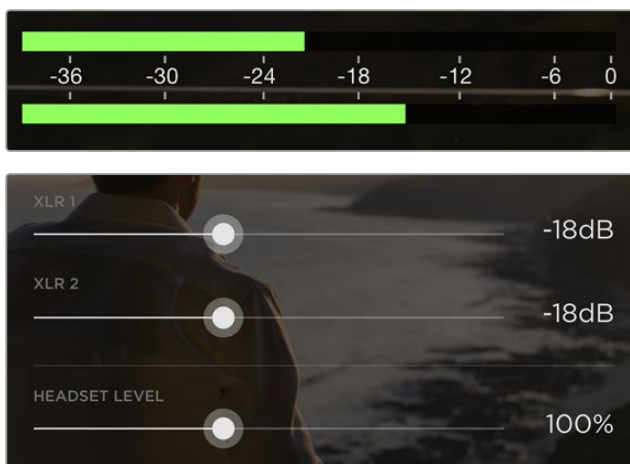 -36 -30 -24 -18 -12 -6 0
XLR 1
-18dB
XLR 2
-18dB
HEADSET LEVEL
100%